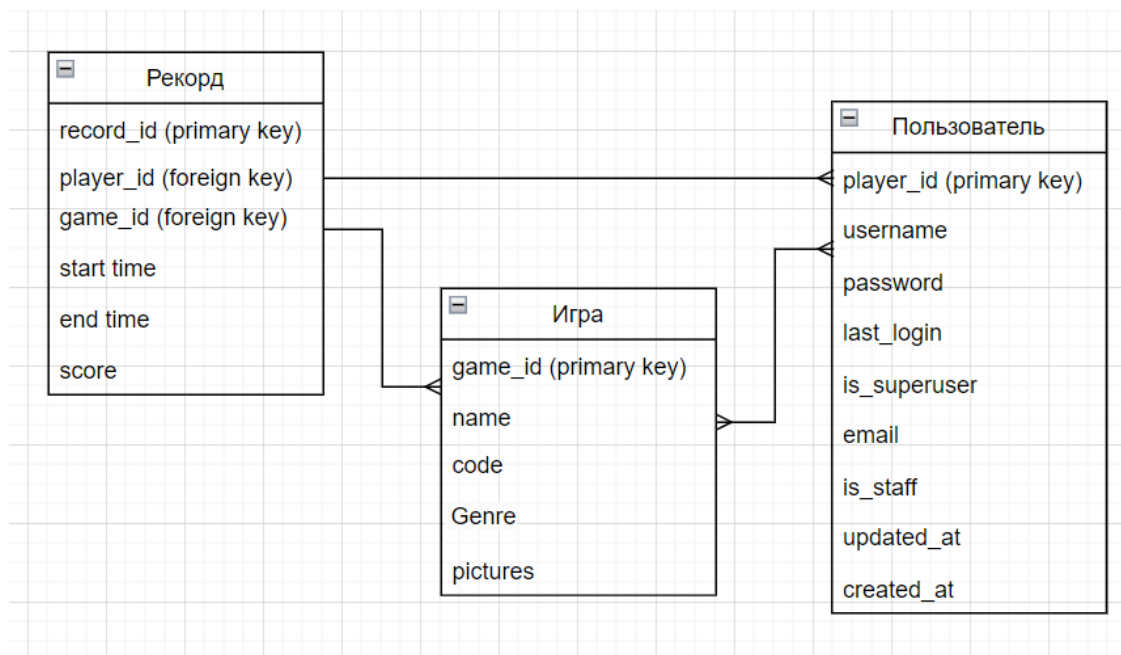 Рекорд
record_id (primary key)
player_id (foreign key)
game_id (foreign key)
start time
end time
score
Игра
game_id (primary key)
name
code
Genre
pictures
Пользователь
player_id (primary key)
username
password
last_login
is_superuser
email
is_staff
updated_at
created_at